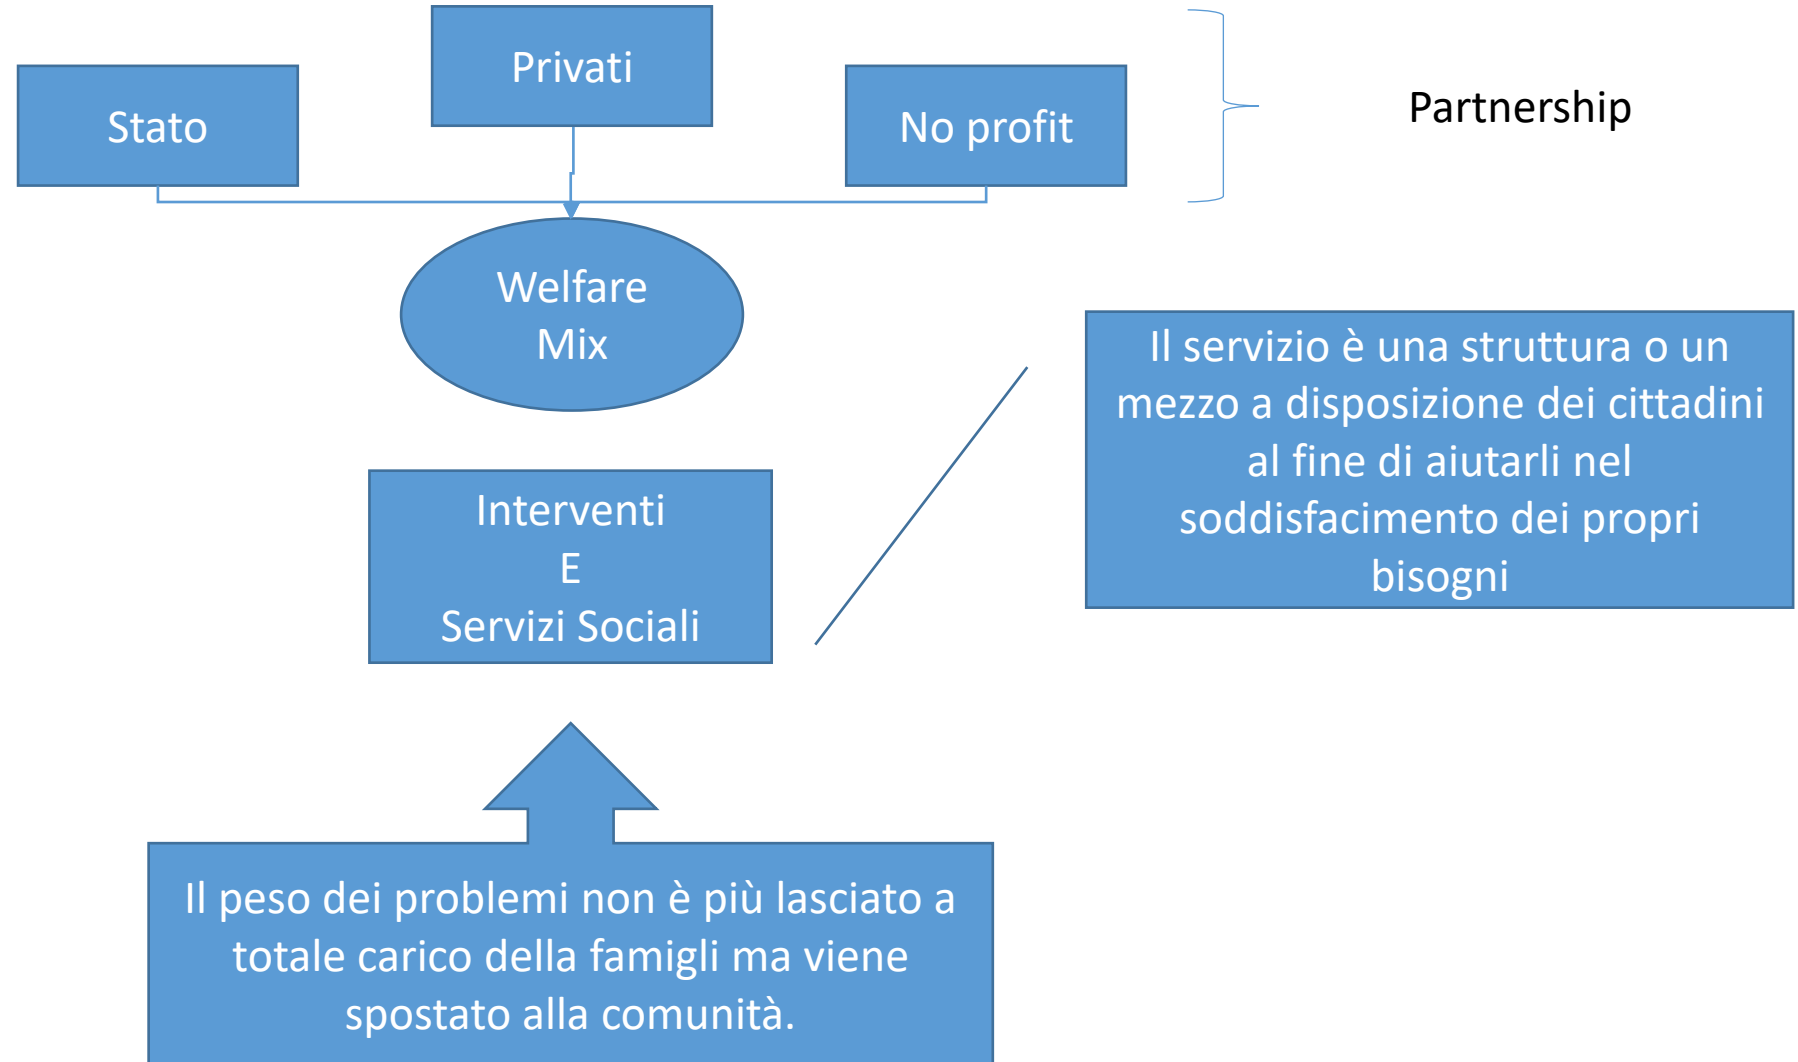 Privati
Stato
No profit
Partnership
Welfare
Mix
Il servizio è una struttura o un
mezzo a disposizione dei cittadini
al fine di aiutarli nel
soddisfacimento dei propri
bisogni
Interventi
E
Servizi Sociali
Il peso dei problemi non è più lasciato a
totale carico della famigli ma viene
spostato alla comunità.